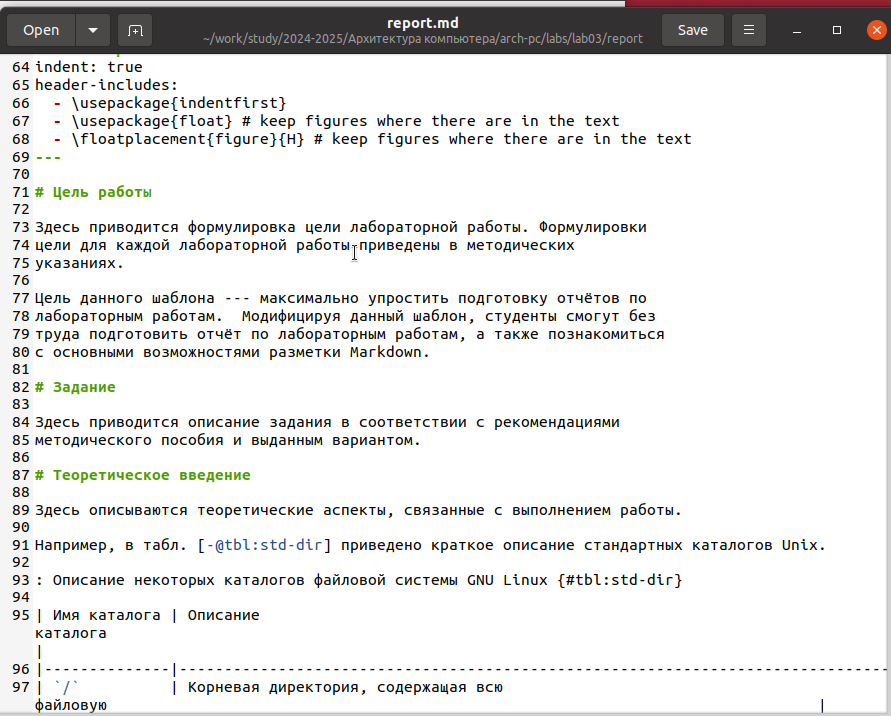 Open
report.md
~/work/study/2024-2025/Архитектура компьютера/arch-pc/labs/lab03/report
Save
64 indent: true
65 header-includes:
66   - \usepackage{indentfirst}
67   - \usepackage{float} # keep figures where there are in the text
68   - \floatplacement{figure}{H} # keep figures where there are in the text
69 ---
70
71 # Цель работы
72
73 Здесь приводится формулировка цели лабораторной работы. Формулировки
74 цели для каждой лабораторной работы приведены в методических
75 указаниях.
76
77 Цель данного шаблона --- максимально упростить подготовку отчётов по
78 лабораторным работам.  Модифицируя данный шаблон, студенты смогут без
79 труда подготовить отчёт по лабораторным работам, а также познакомиться
80 с основными возможностями разметки Markdown.
81
82 # Задание
83
84 Здесь приводится описание задания в соответствии с рекомендациями
85 методического пособия и выданным вариантом.
86
87 # Теоретическое введение
88
89 Здесь описываются теоретические аспекты, связанные с выполнением работы.
90
91 Например, в табл. [-@tbl:std-dir] приведено краткое описание стандартных каталогов Unix.
92
93 : Описание некоторых каталогов файловой системы GNU Linux {#tbl:std-dir}
94
95 | Имя каталога | Описание
каталога
|
96 |--------------|--------------------------------------------------------------------------------
97 | `/`          | Корневая директория, содержащая всю
файловую |